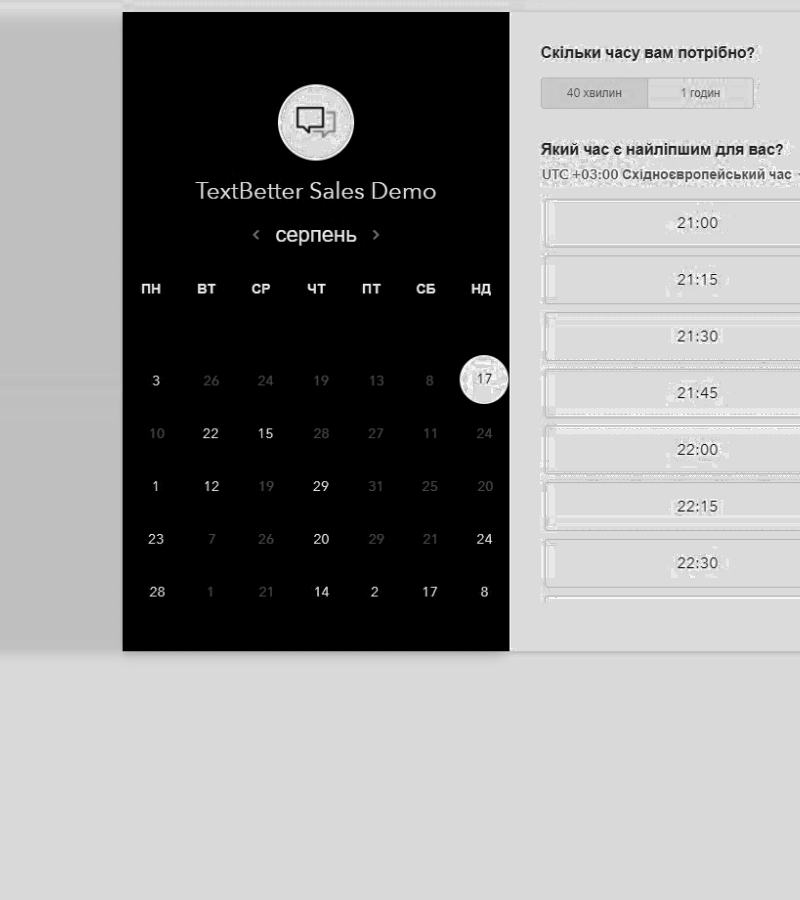 TextBetter Sales Demo
серпень
ПН ВТ СР ЧТ ПТ СБ НД
3 26 24 19 13 8 17
10 22 15 28 27 11 24
1 12 19 29 31 25 20
23 7 26 20 29 21 24
28 1 21 14 2 17 8
Скільки часу вам потрібно?
40 хвилин 1 годин
Який час є найліпшим для вас?
UTC +03:00 Східноєвропейський час
21:00
21:15
21:30
21:45
22:00
22:15
22:30